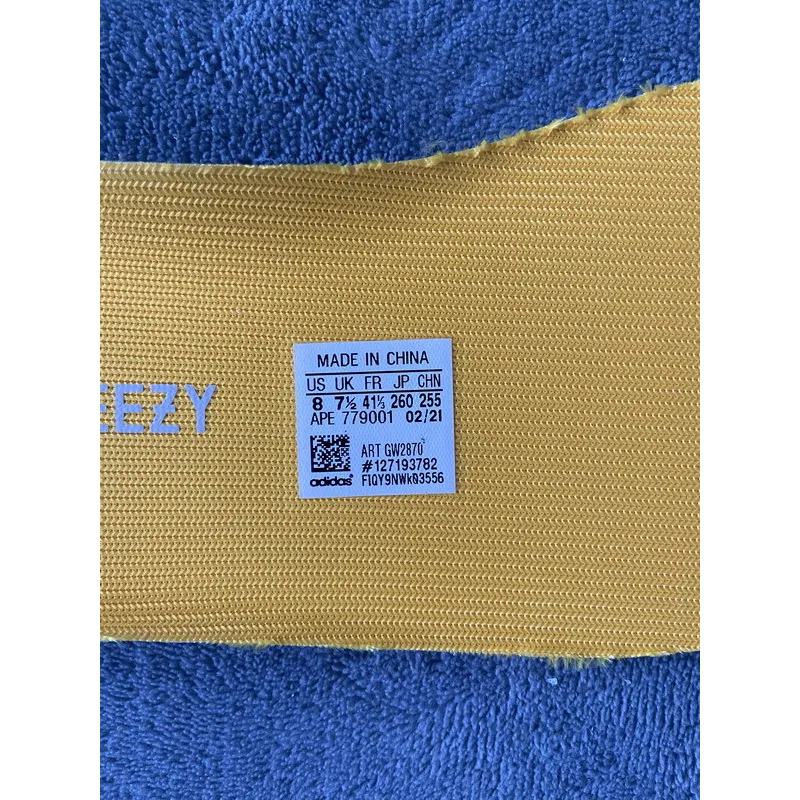 EEZY
MADE IN CHINA
US UK FR JP CHN
8 7½ 41⅓ 260 255
APE 779001 02/21
ART GW2870
#127193782
adidas
F1QY9NWk03556